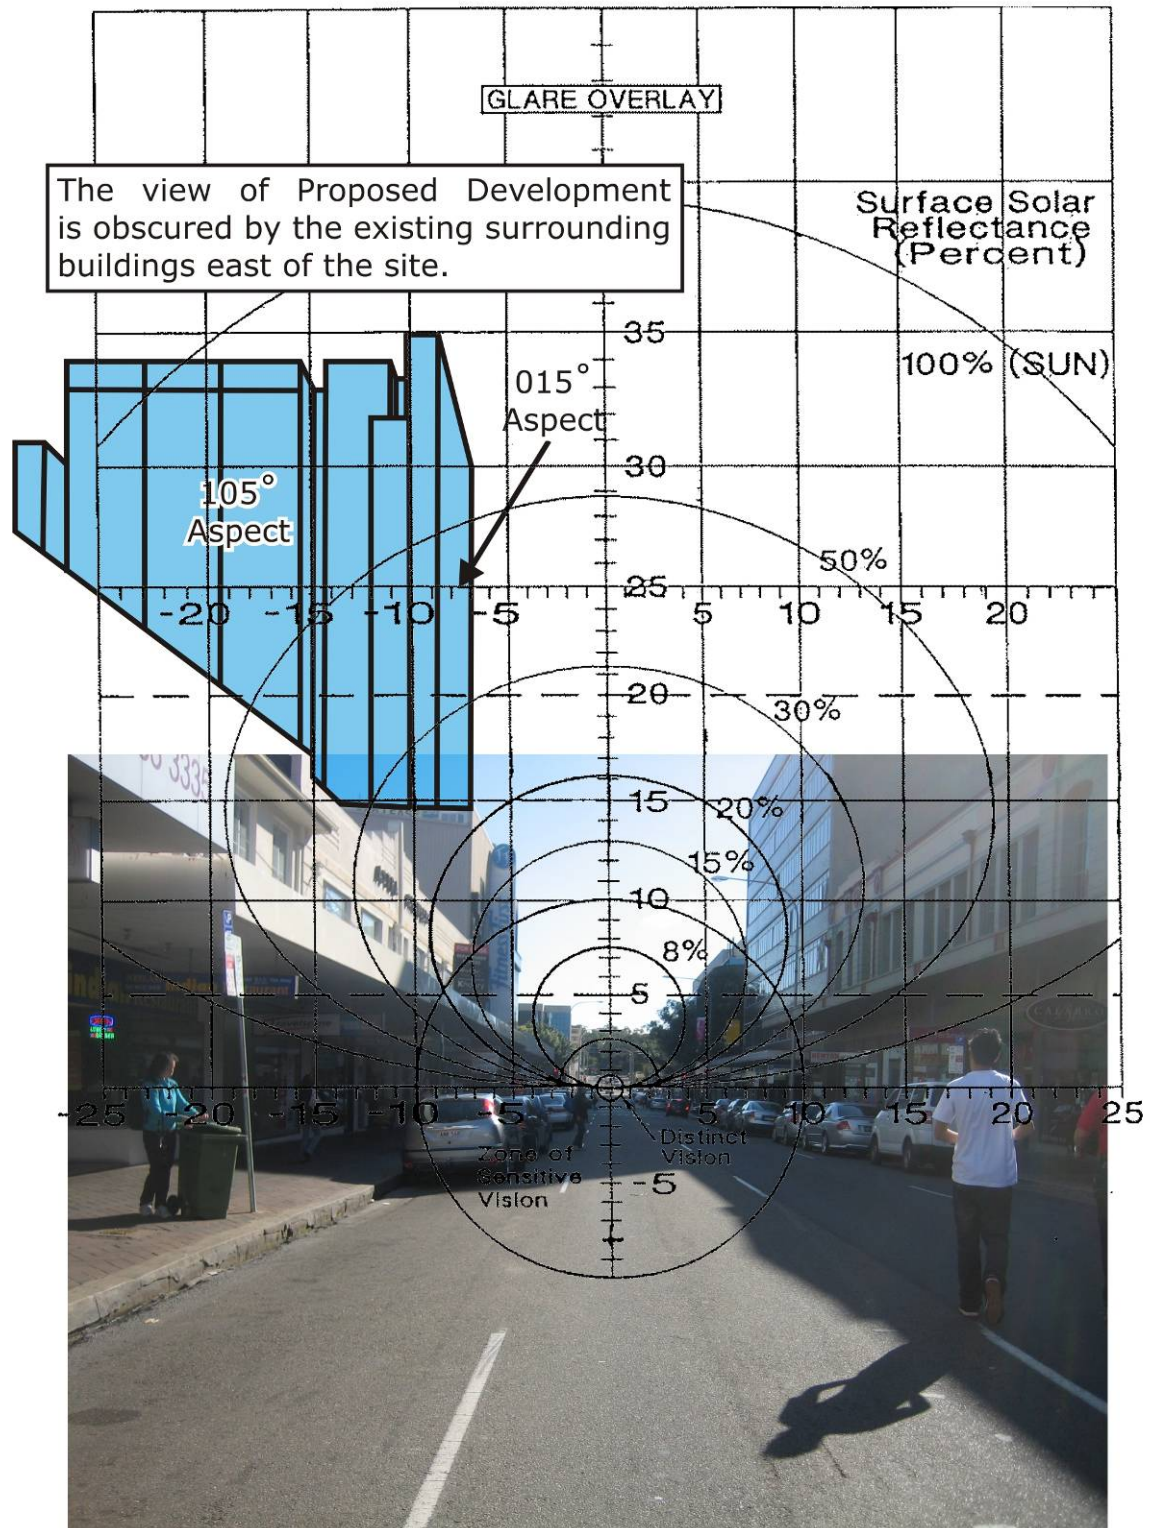 GLARE OVERLAY
The view of Proposed Development
is obscured by the existing surrounding
buildings east of the site.
Surface Solar
Reflectance
(Percent)
35
100% (SUN)
015°
Aspect
30
105°
Aspect
50%
25
-20 -15 -10 -5 5 10 15 20
20
30%
3335
15
20%
15%
10
8%
5
-25 -20 -15 -10 -5 5 10 15 20 25
Distinct
Vision
Zone of
Sensitive
Vision
-5